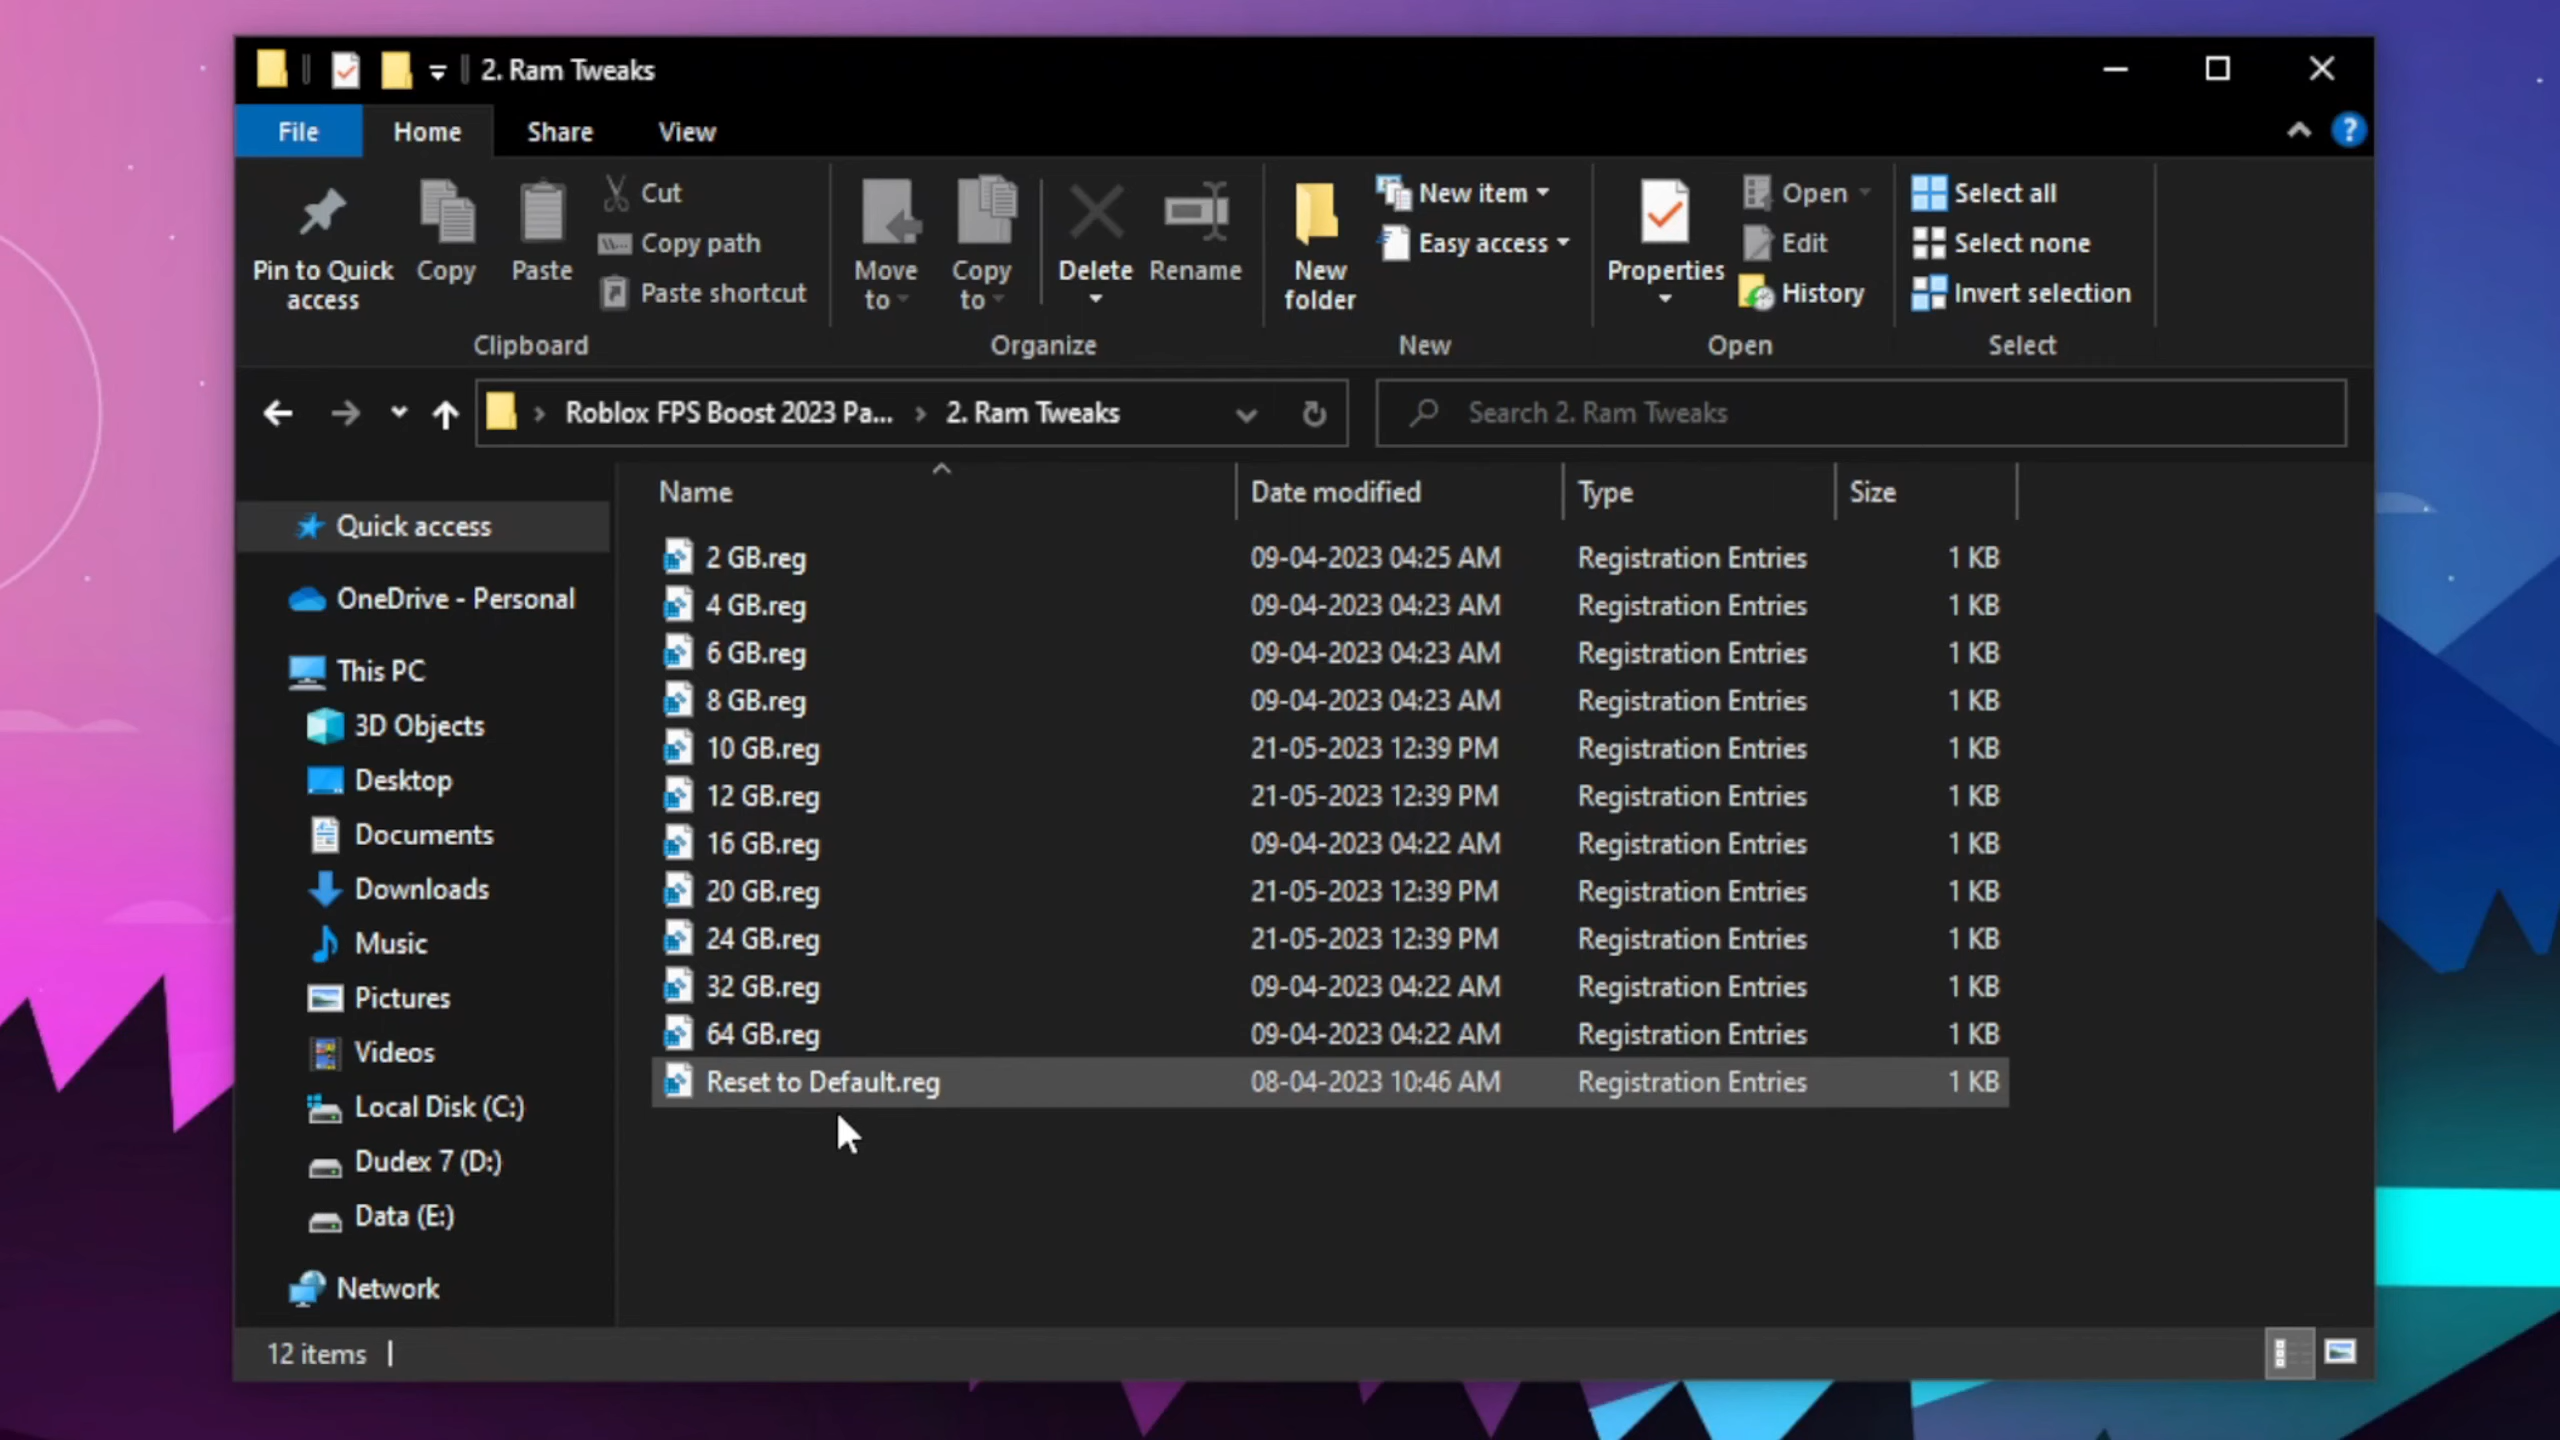 2. Ram Tweaks
File Home Share View
Pin to Quick access
Copy
Paste
Cut
Copy path
Paste shortcut
Clipboard
Move to
Copy to
Delete
Rename
Organize
New folder
New item
Easy access
New
Properties
Open
Edit
History
Open
Select all
Select none
Invert selection
Select
Roblox FPS Boost 2023 Pa... 2. Ram Tweaks
Search 2. Ram Tweaks
Quick access
OneDrive - Personal
This PC
3D Objects
Desktop
Documents
Downloads
Music
Pictures
Videos
Local Disk (C:)
Dudex 7 (D:)
Data (E:)
Network
Name Date modified Type Size
2 GB.reg 09-04-2023 04:25 AM Registration Entries 1 KB
4 GB.reg 09-04-2023 04:23 AM Registration Entries 1 KB
6 GB.reg 09-04-2023 04:23 AM Registration Entries 1 KB
8 GB.reg 09-04-2023 04:23 AM Registration Entries 1 KB
10 GB.reg 21-05-2023 12:39 PM Registration Entries 1 KB
12 GB.reg 21-05-2023 12:39 PM Registration Entries 1 KB
16 GB.reg 09-04-2023 04:22 AM Registration Entries 1 KB
20 GB.reg 21-05-2023 12:39 PM Registration Entries 1 KB
24 GB.reg 21-05-2023 12:39 PM Registration Entries 1 KB
32 GB.reg 09-04-2023 04:22 AM Registration Entries 1 KB
64 GB.reg 09-04-2023 04:22 AM Registration Entries 1 KB
Reset to Default.reg 08-04-2023 10:46 AM Registration Entries 1 KB
12 items